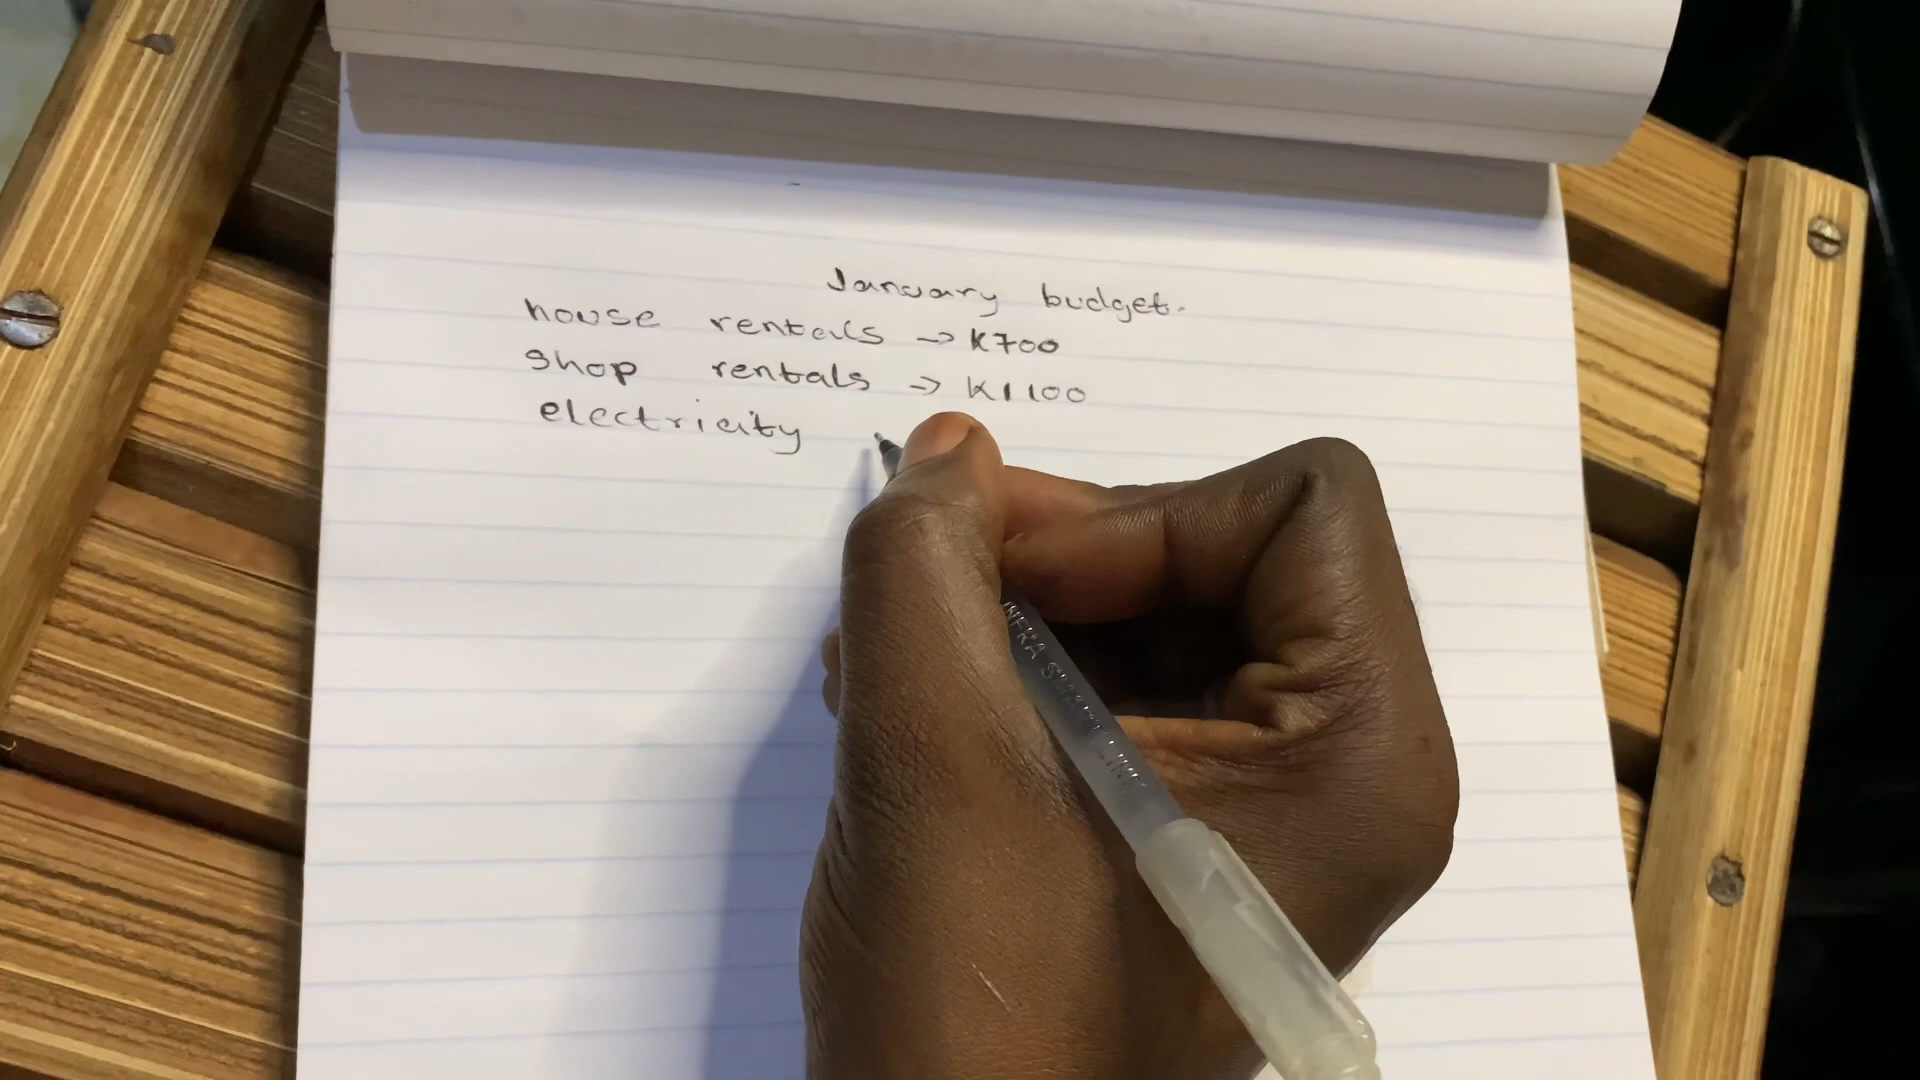 January budget.
house rentals → K700
shop rentals → K1100
electricity